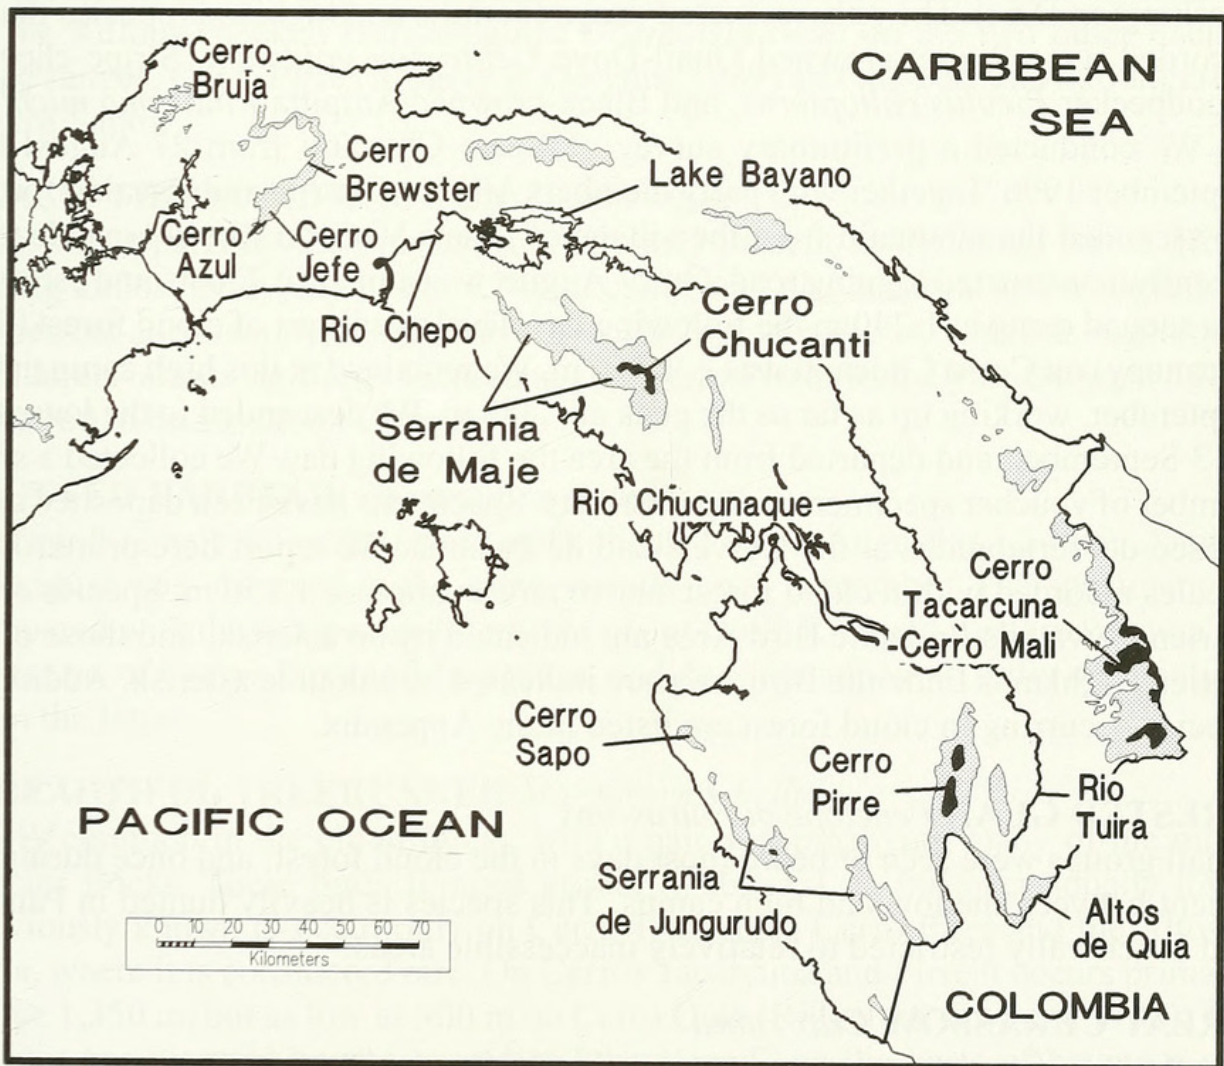 CARIBBEAN
SEA
Cerro
Bruja
Cerro
Brewster
Lake Bayano
Cerro
Azul
Cerro
Jefe
Rio Chepo
Cerro
Chucanti
Serrania
de Maje
Rio Chucunaque
Cerro
Tacarcuna
-Cerro Mali
Cerro
Sapo
Cerro
Pirre
Rio
Tuira
PACIFIC OCEAN
Serrania
de Jungurudo
Altos
de Quia
COLOMBIA
0 10 20 30 40 50 60 70
Kilometers